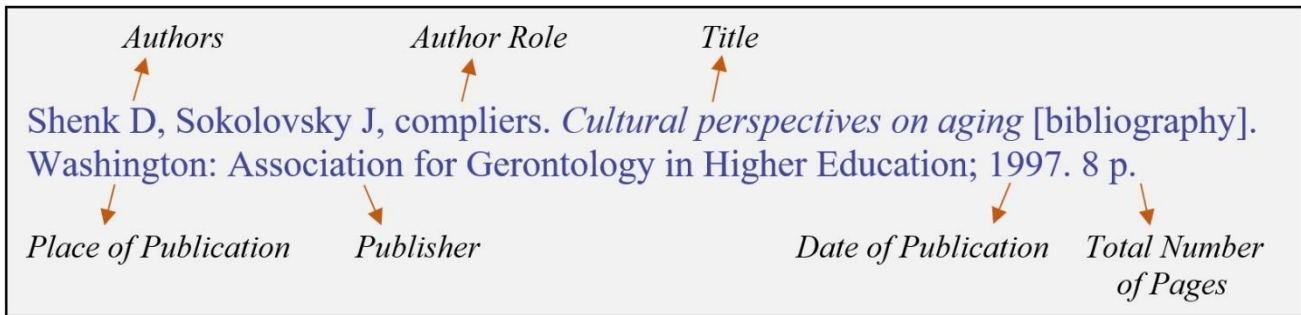 Authors Author Role Title
Shenk D, Sokolovsky J, compliers. Cultural perspectives on aging [bibliography].
Washington: Association for Gerontology in Higher Education; 1997. 8 p.
Place of Publication Publisher Date of Publication Total Number
of Pages